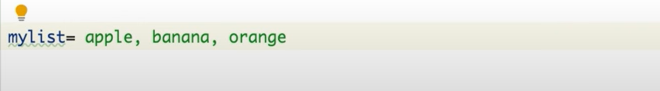 mylist= apple, banana, orange